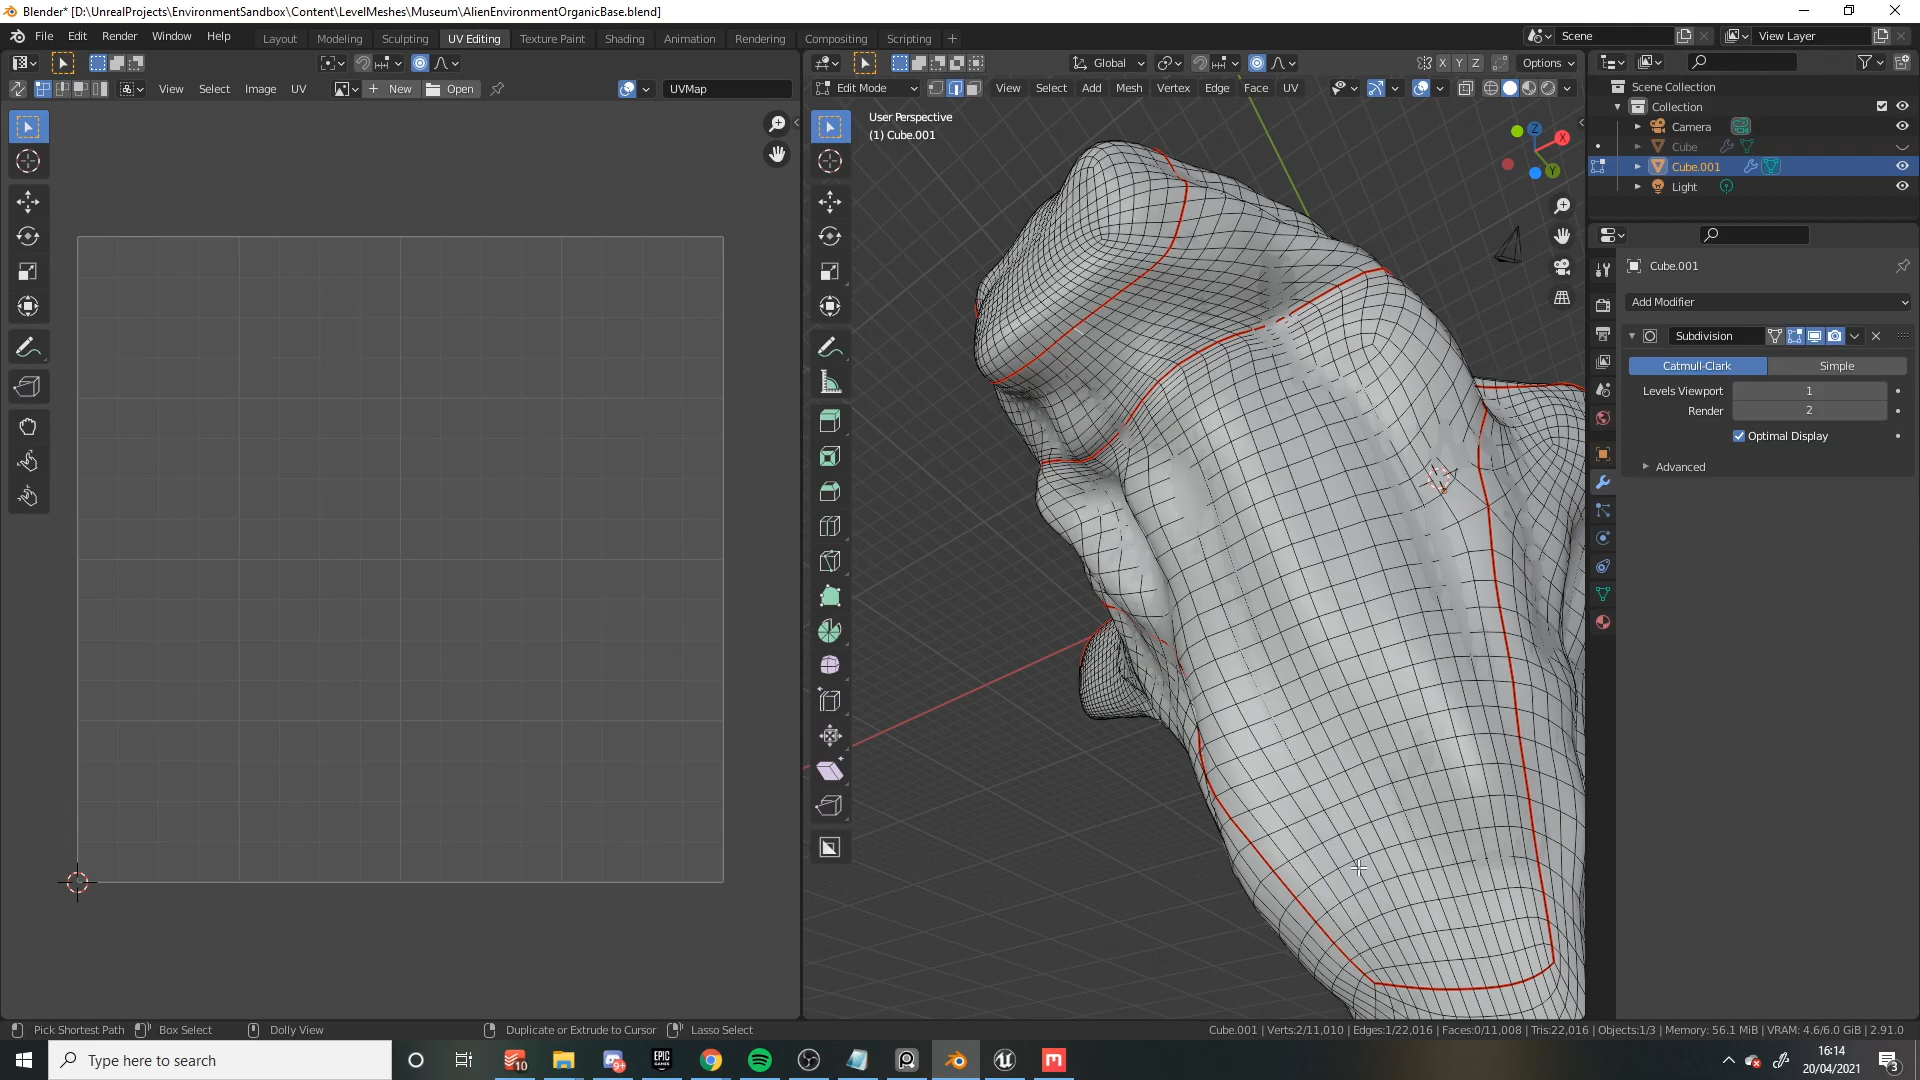 Blender* [D:\UnrealProjects\EnvironmentSandbox\Content\LevelMeshes\Museum\AlienEnvironmentOrganicBase.blend]
File Edit Render Window Help Layout Modeling Sculpting UV Editing Texture Paint Shading Animation Rendering Compositing Scripting + Scene View Layer
Global X Y Z Options
View Select Image UV + New Open UVMap Edit Mode View Select Add Mesh Vertex Edge Face UV
User Perspective
(1) Cube.001
Z X Y
Scene Collection
Collection
Camera
Cube
Cube.001
Light
Cube.001
Add Modifier
Subdivision
Catmull-Clark Simple
Levels Viewport 1
Render 2
Optimal Display
Advanced
Pick Shortest Path Box Select Dolly View Duplicate or Extrude to Cursor Lasso Select Cube.001 | Verts:2/11,010 | Edges:1/22,016 | Faces:0/11,008 | Tris:22,016 | Objects:1/3 | Memory: 56.1 MiB | VRAM: 4.6/6.0 GiB | 2.91.0
Type here to search 10 9+ EPIC GAMES 16:14
20/04/2021 3